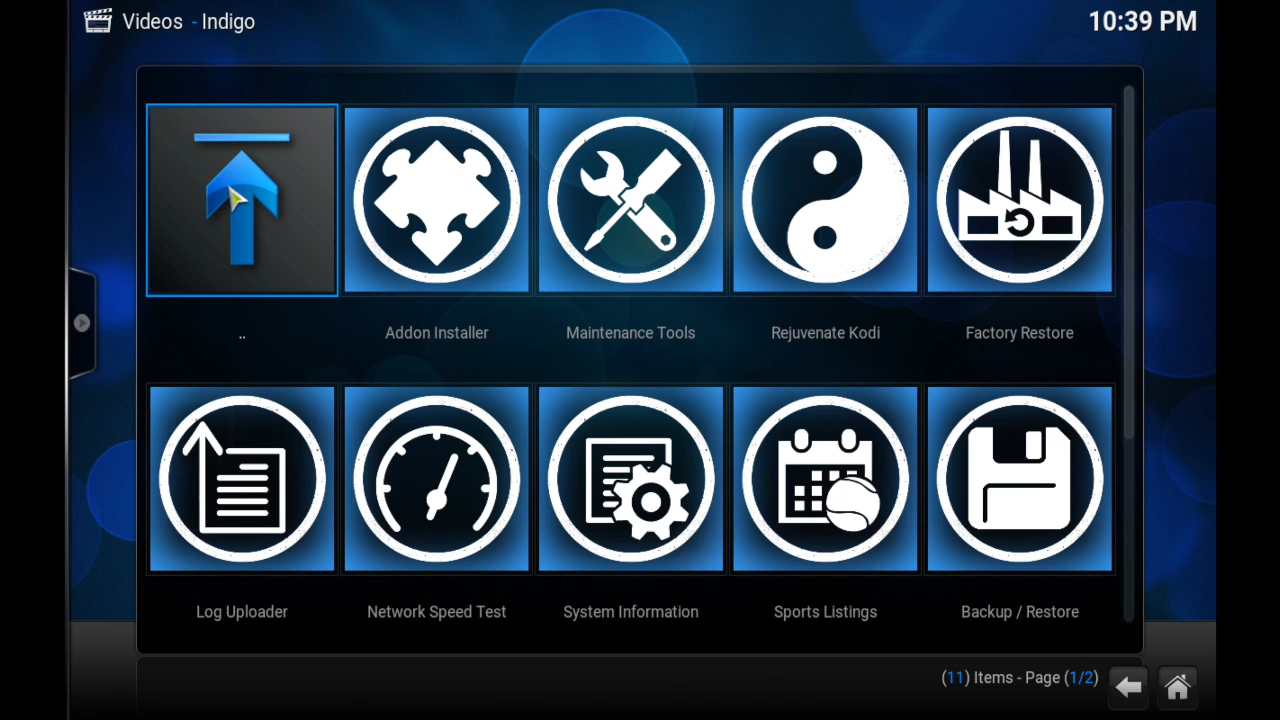 Videos - Indigo
10:39 PM
..
Addon Installer
Maintenance Tools
Rejuvenate Kodi
Factory Restore
Log Uploader
Network Speed Test
System Information
Sports Listings
Backup / Restore
(11) Items - Page (1/2)